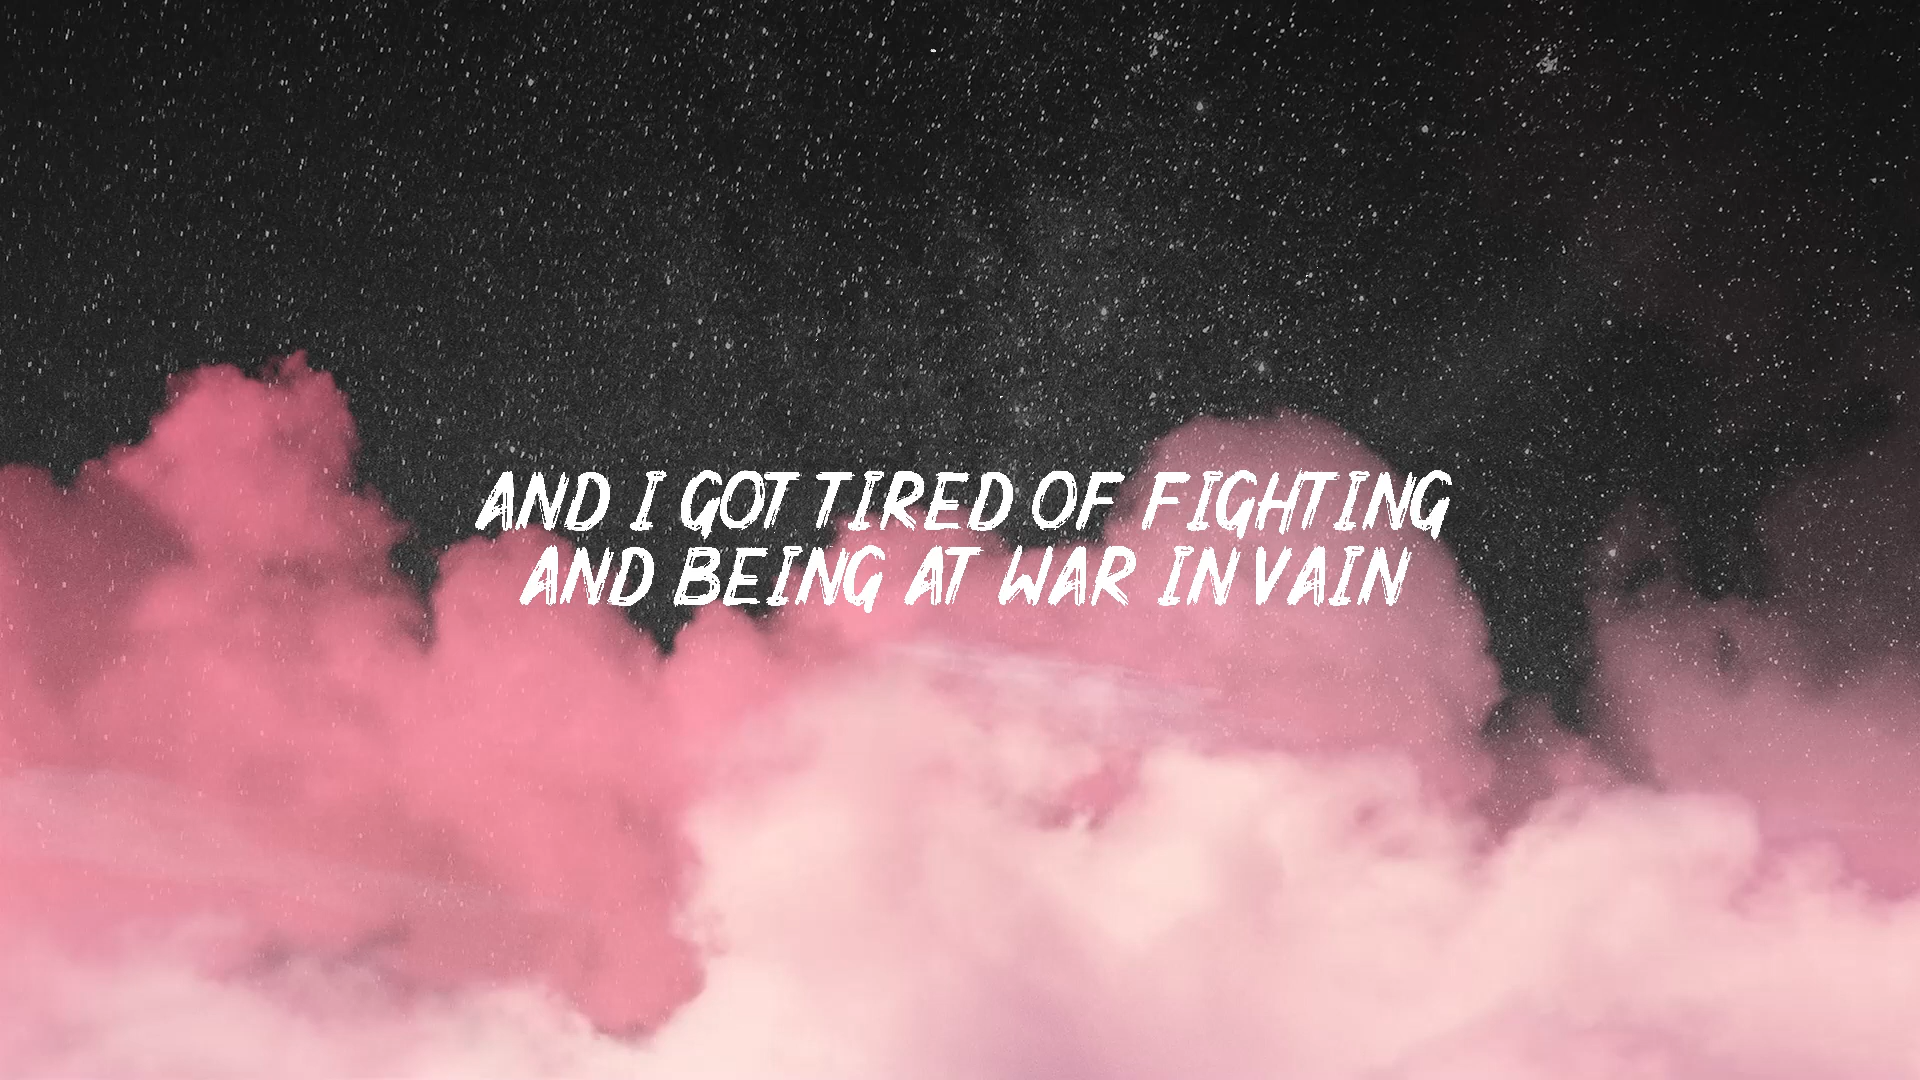 AND I GOT TIRED OF FIGHTING
AND BEING AT WAR IN VAIN